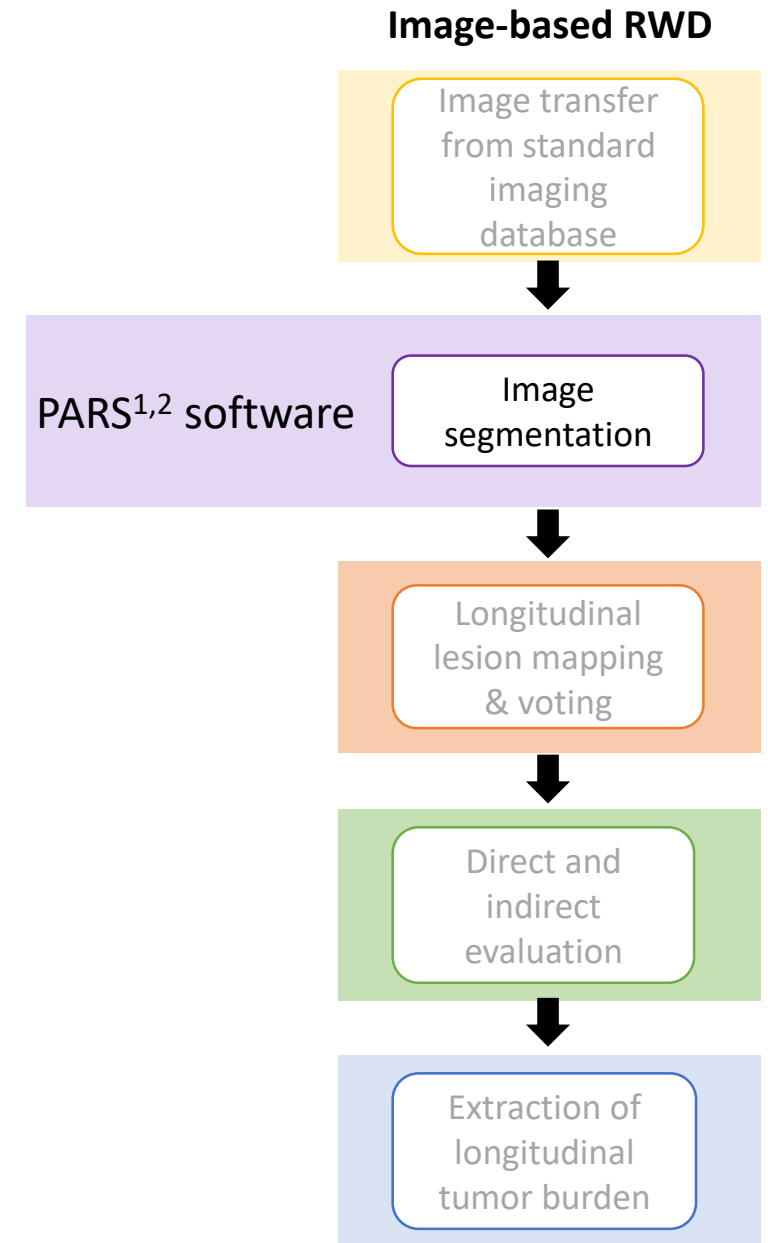 Image-based RWD
Image transfer
from standard
imaging
database
PARS1,2 software
Image
segmentation
Longitudinal
lesion mapping
& voting
Direct and
indirect
evaluation
Extraction of
longitudinal
tumor burden